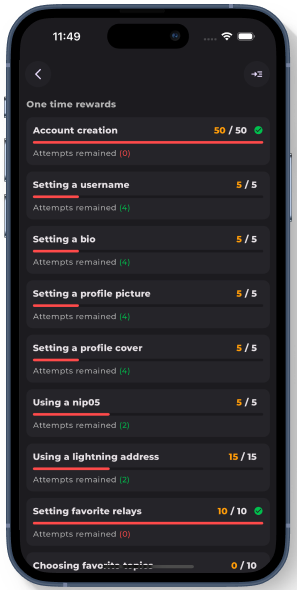 11:49
One time rewards
Account creation 50 / 50
Attempts remained (0)
Setting a username 5 / 5
Attempts remained (4)
Setting a bio 5 / 5
Attempts remained (4)
Setting a profile picture 5 / 5
Attempts remained (4)
Setting a profile cover 5 / 5
Attempts remained (4)
Using a nip05 5 / 5
Attempts remained (2)
Using a lightning address 15 / 15
Attempts remained (2)
Setting favorite relays 10 / 10
Attempts remained (0)
Choosing favorite topics 0 / 10